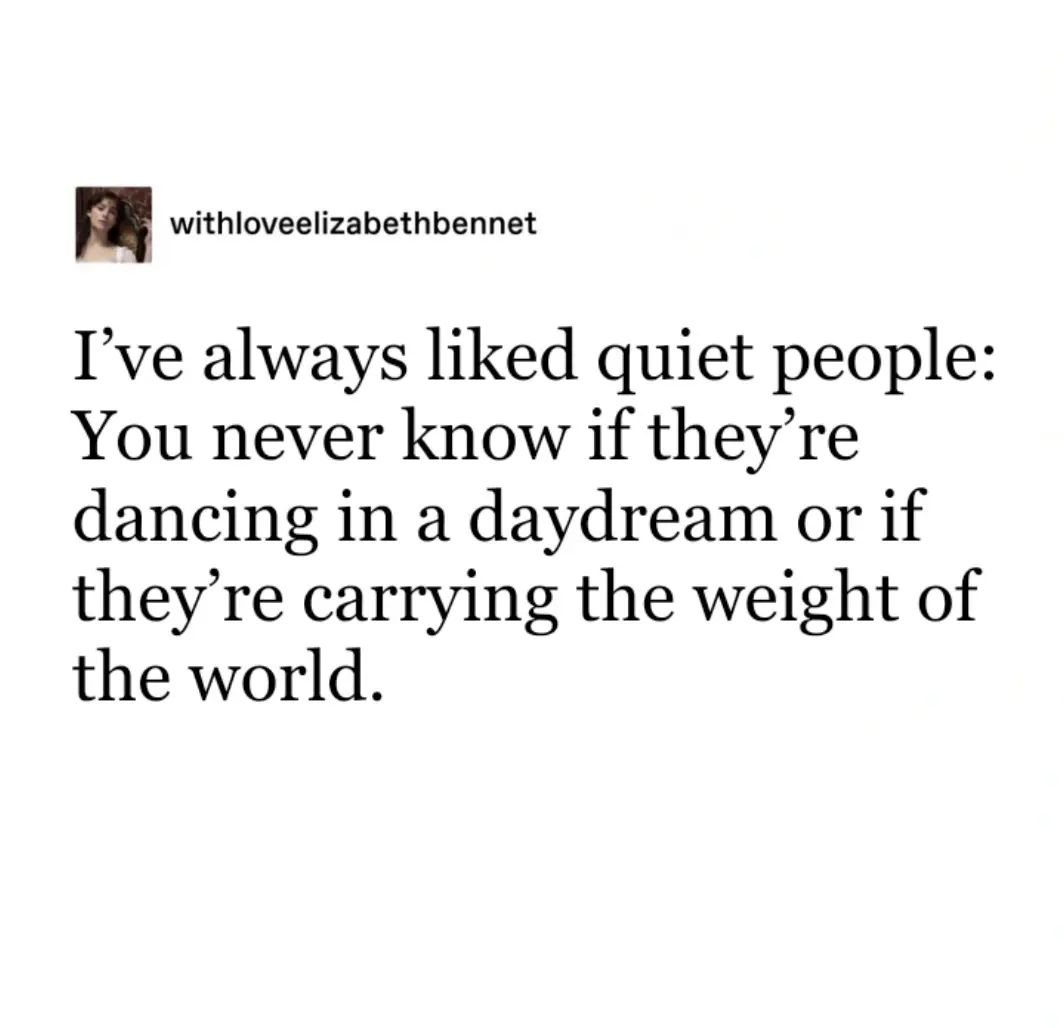 withloveelizabethbennet
I’ve always liked quiet people:
You never know if they’re
dancing in a daydream or if
they’re carrying the weight of
the world.